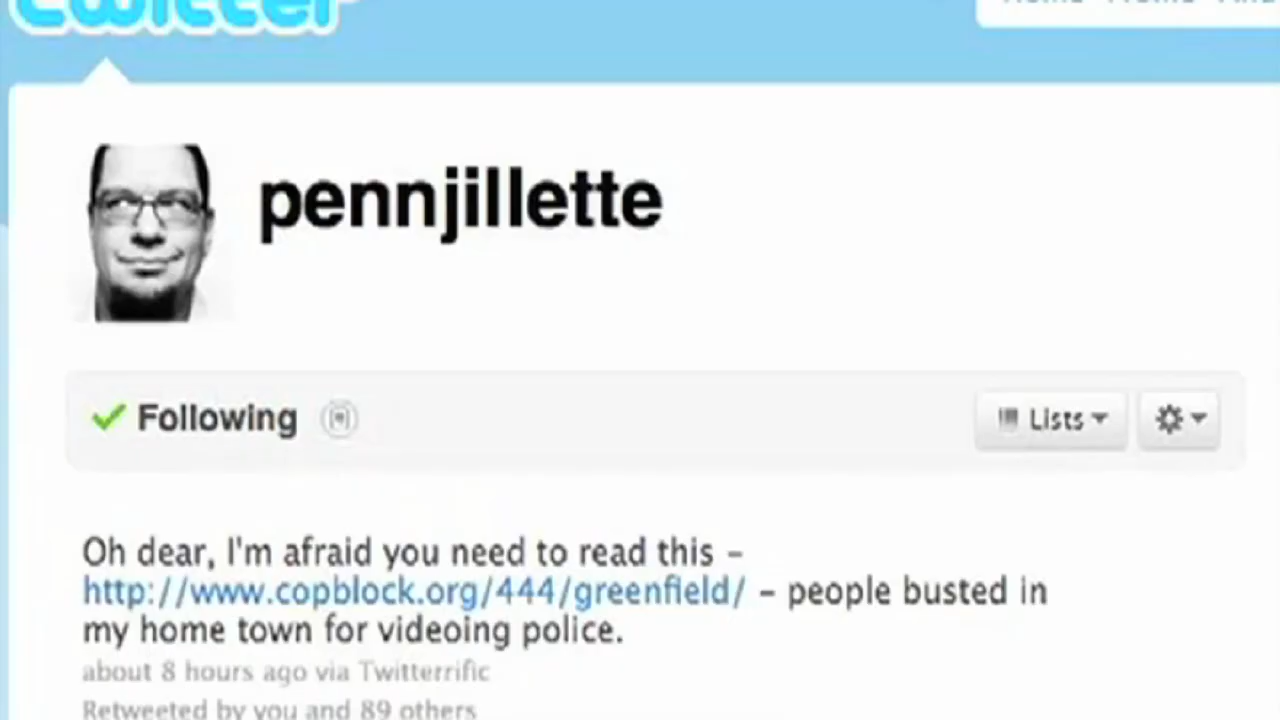 twitter
pennjillette
Following
Lists
Oh dear, I'm afraid you need to read this –
http://www.copblock.org/444/greenfield/ – people busted in
my home town for videoing police.
about 8 hours ago via Twitterrific
Retweeted by you and 89 others